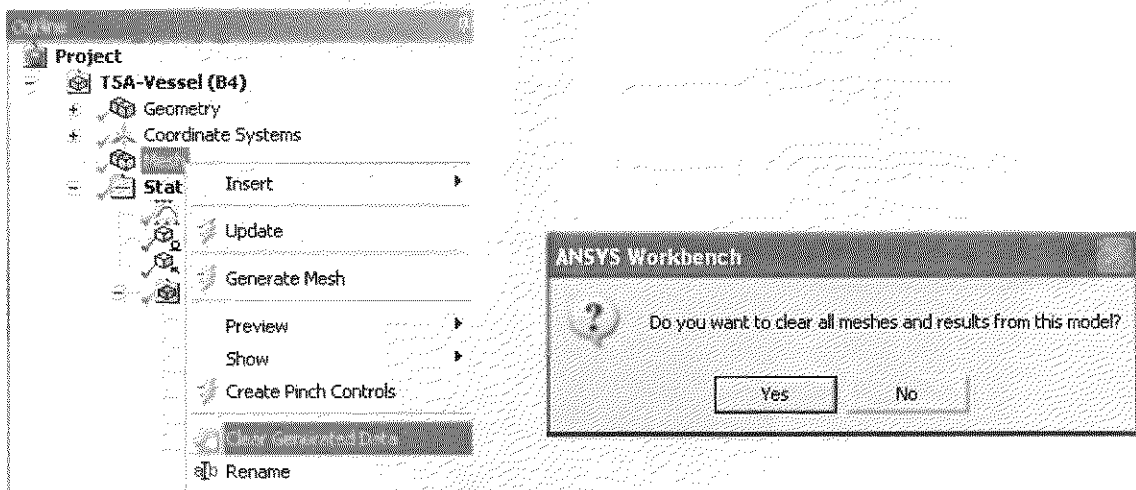 Outline
Project
TSA-Vessel (B4)
Geometry
Coordinate Systems
Stat
Insert
Update
Generate Mesh
Preview
Show
Create Pinch Controls
Clear Generated Data
Rename
ANSYS Workbench
Do you want to clear all meshes and results from this model?
Yes
No